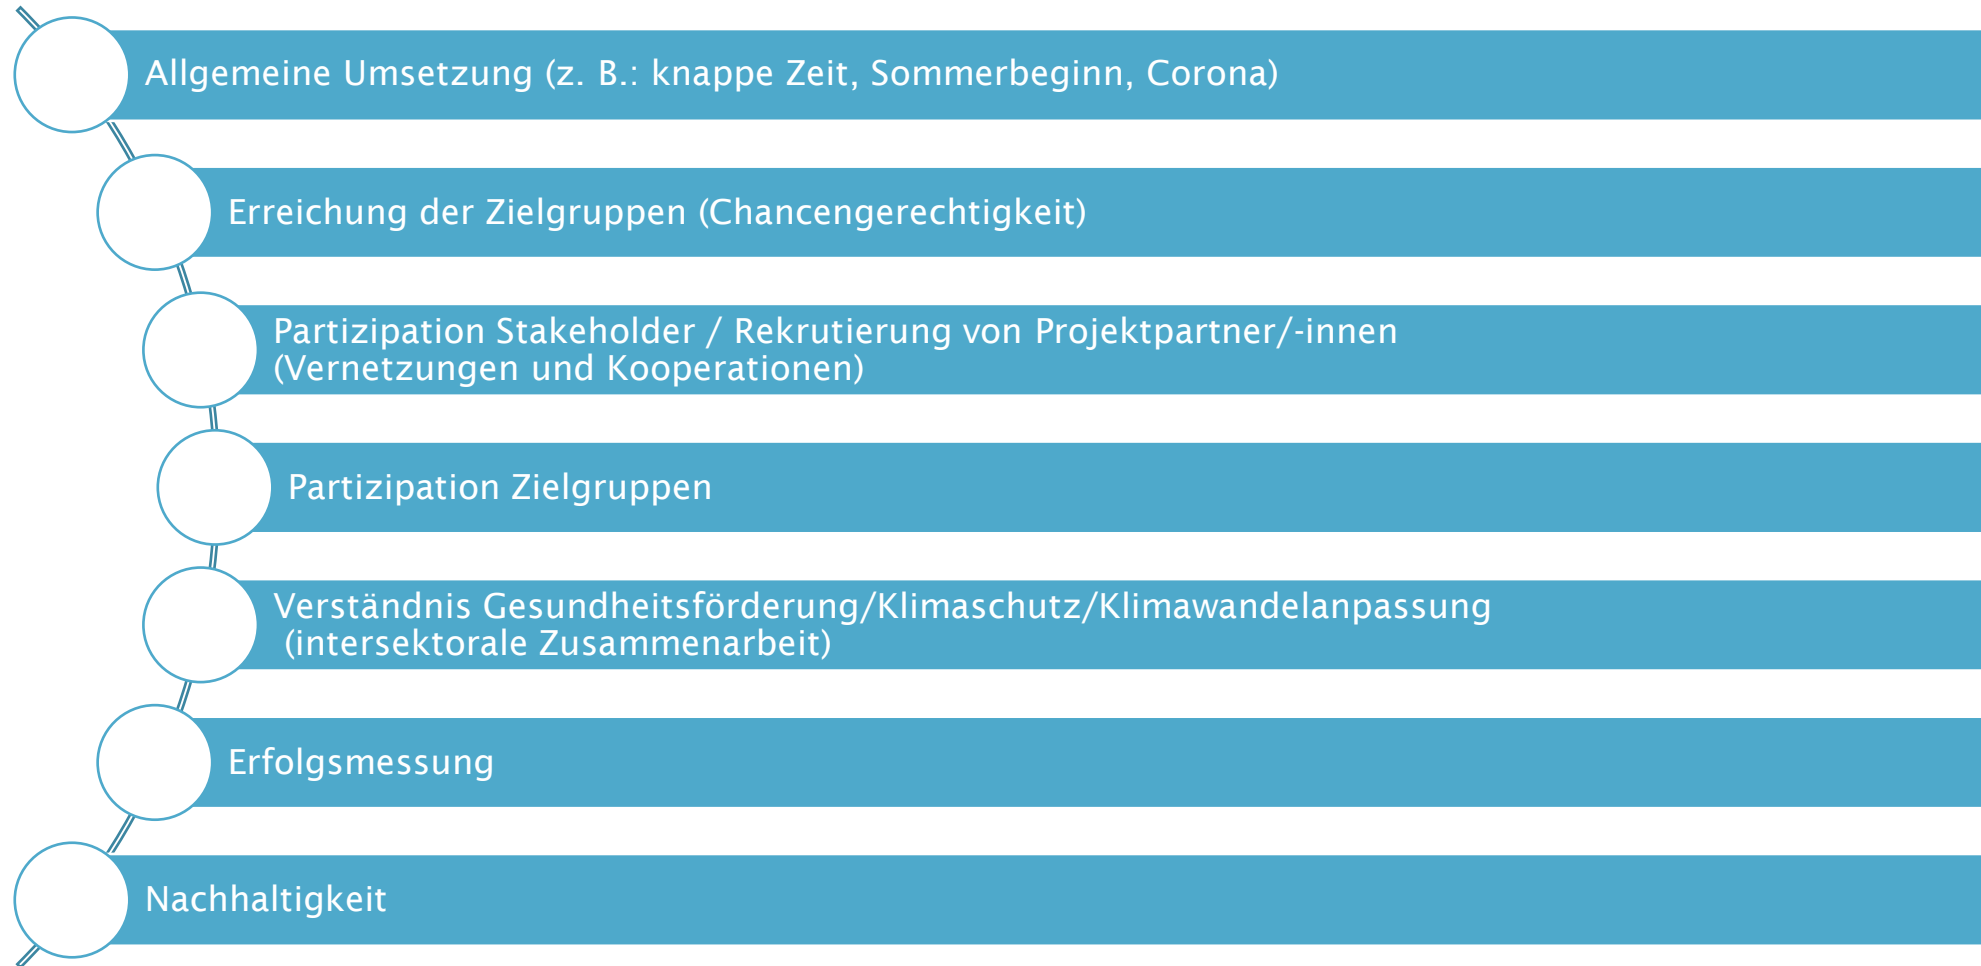 Allgemeine Umsetzung (z. B.: knappe Zeit, Sommerbeginn, Corona)
Erreichung der Zielgruppen (Chancengerechtigkeit)
Partizipation Stakeholder / Rekrutierung von Projektpartner/-innen
(Vernetzungen und Kooperationen)
Partizipation Zielgruppen
Verständnis Gesundheitsförderung/Klimaschutz/Klimawandelanpassung
(intersektorale Zusammenarbeit)
Erfolgsmessung
Nachhaltigkeit